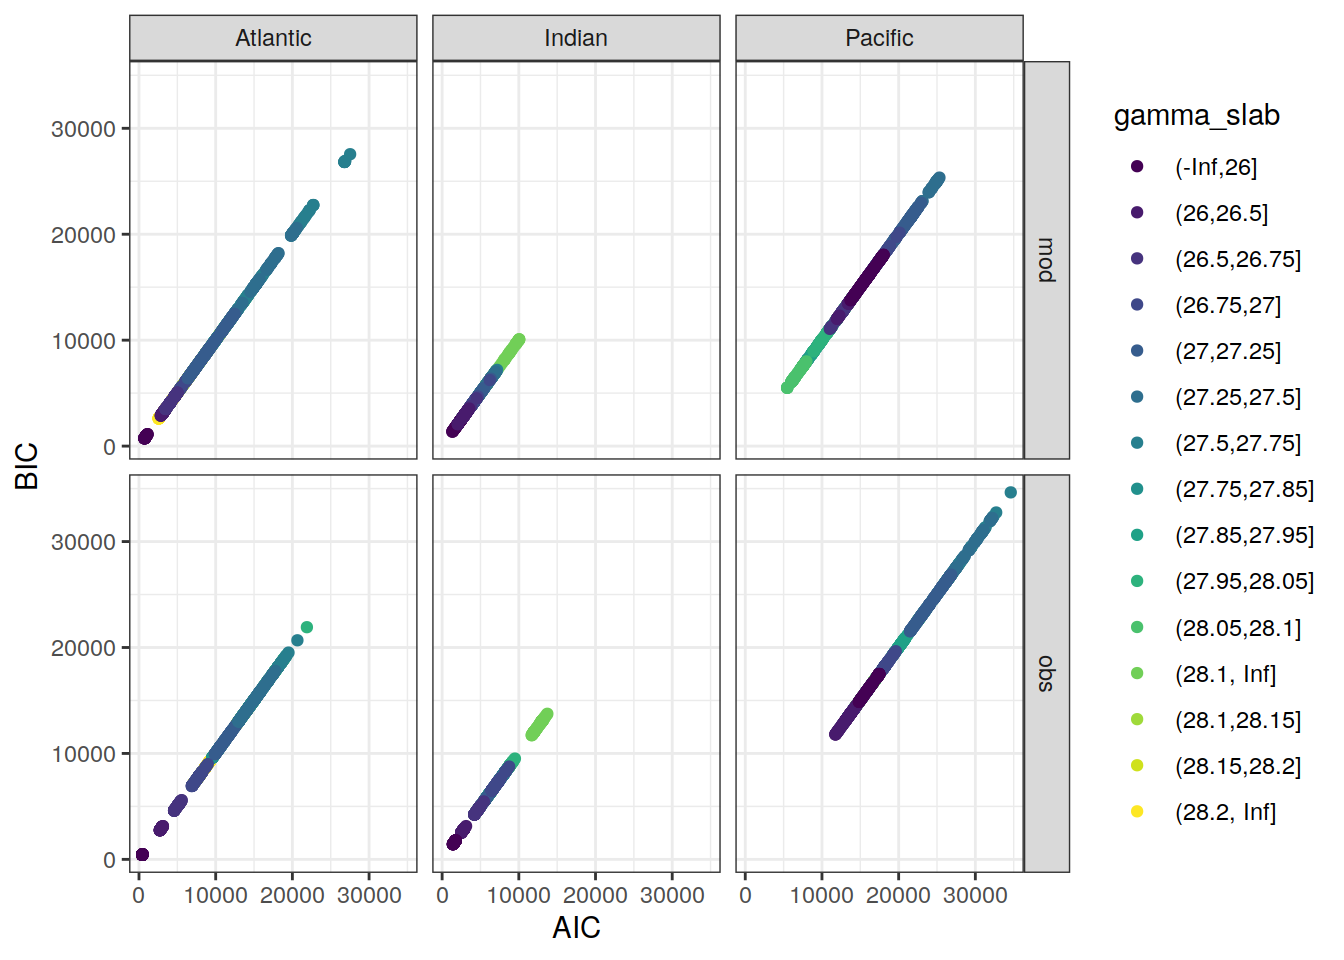 Atlantic Indian Pacific
mod
obs
BIC
30000
20000
10000
0
30000
20000
10000
0
0 10000 20000 30000 0 10000 20000 30000 0 10000 20000 30000
AIC
gamma_slab
(-Inf,26]
(26,26.5]
(26.5,26.75]
(26.75,27]
(27,27.25]
(27.25,27.5]
(27.5,27.75]
(27.75,27.85]
(27.85,27.95]
(27.95,28.05]
(28.05,28.1]
(28.1, Inf]
(28.1,28.15]
(28.15,28.2]
(28.2, Inf]